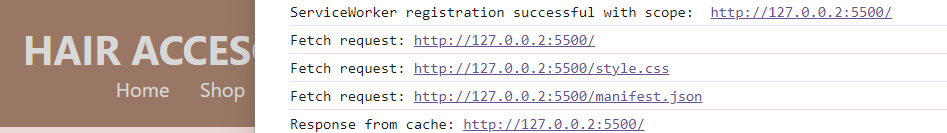 HAIR ACCES
Home Shop
ServiceWorker registration successful with scope: http://127.0.0.2:5500/
Fetch request: http://127.0.0.2:5500/
Fetch request: http://127.0.0.2:5500/style.css
Fetch request: http://127.0.0.2:5500/manifest.json
Response from cache: http://127.0.0.2:5500/